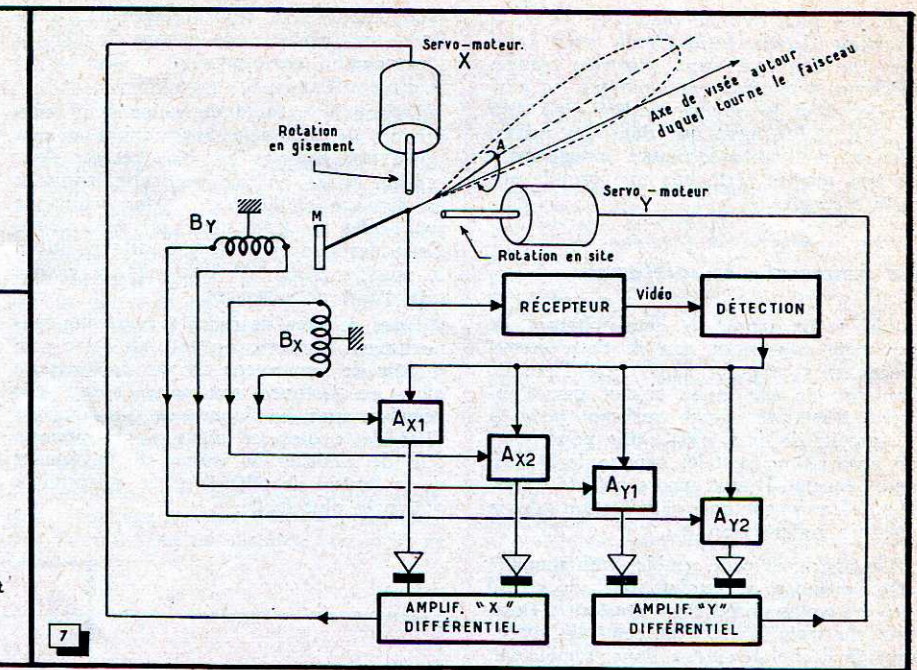 Servo-moteur.
X
Axe de visée autour
duquel tourne le faisceau
Rotation
en gisement
A
Servo-moteur
Y
M
BY
Rotation en site
RÉCEPTEUR
Vidéo
DÉTECTION
BX
AX1
AX2
AY1
AY2
AMPLIF. "X"
DIFFÉRENTIEL
AMPLIF. "Y"
DIFFÉRENTIEL
7